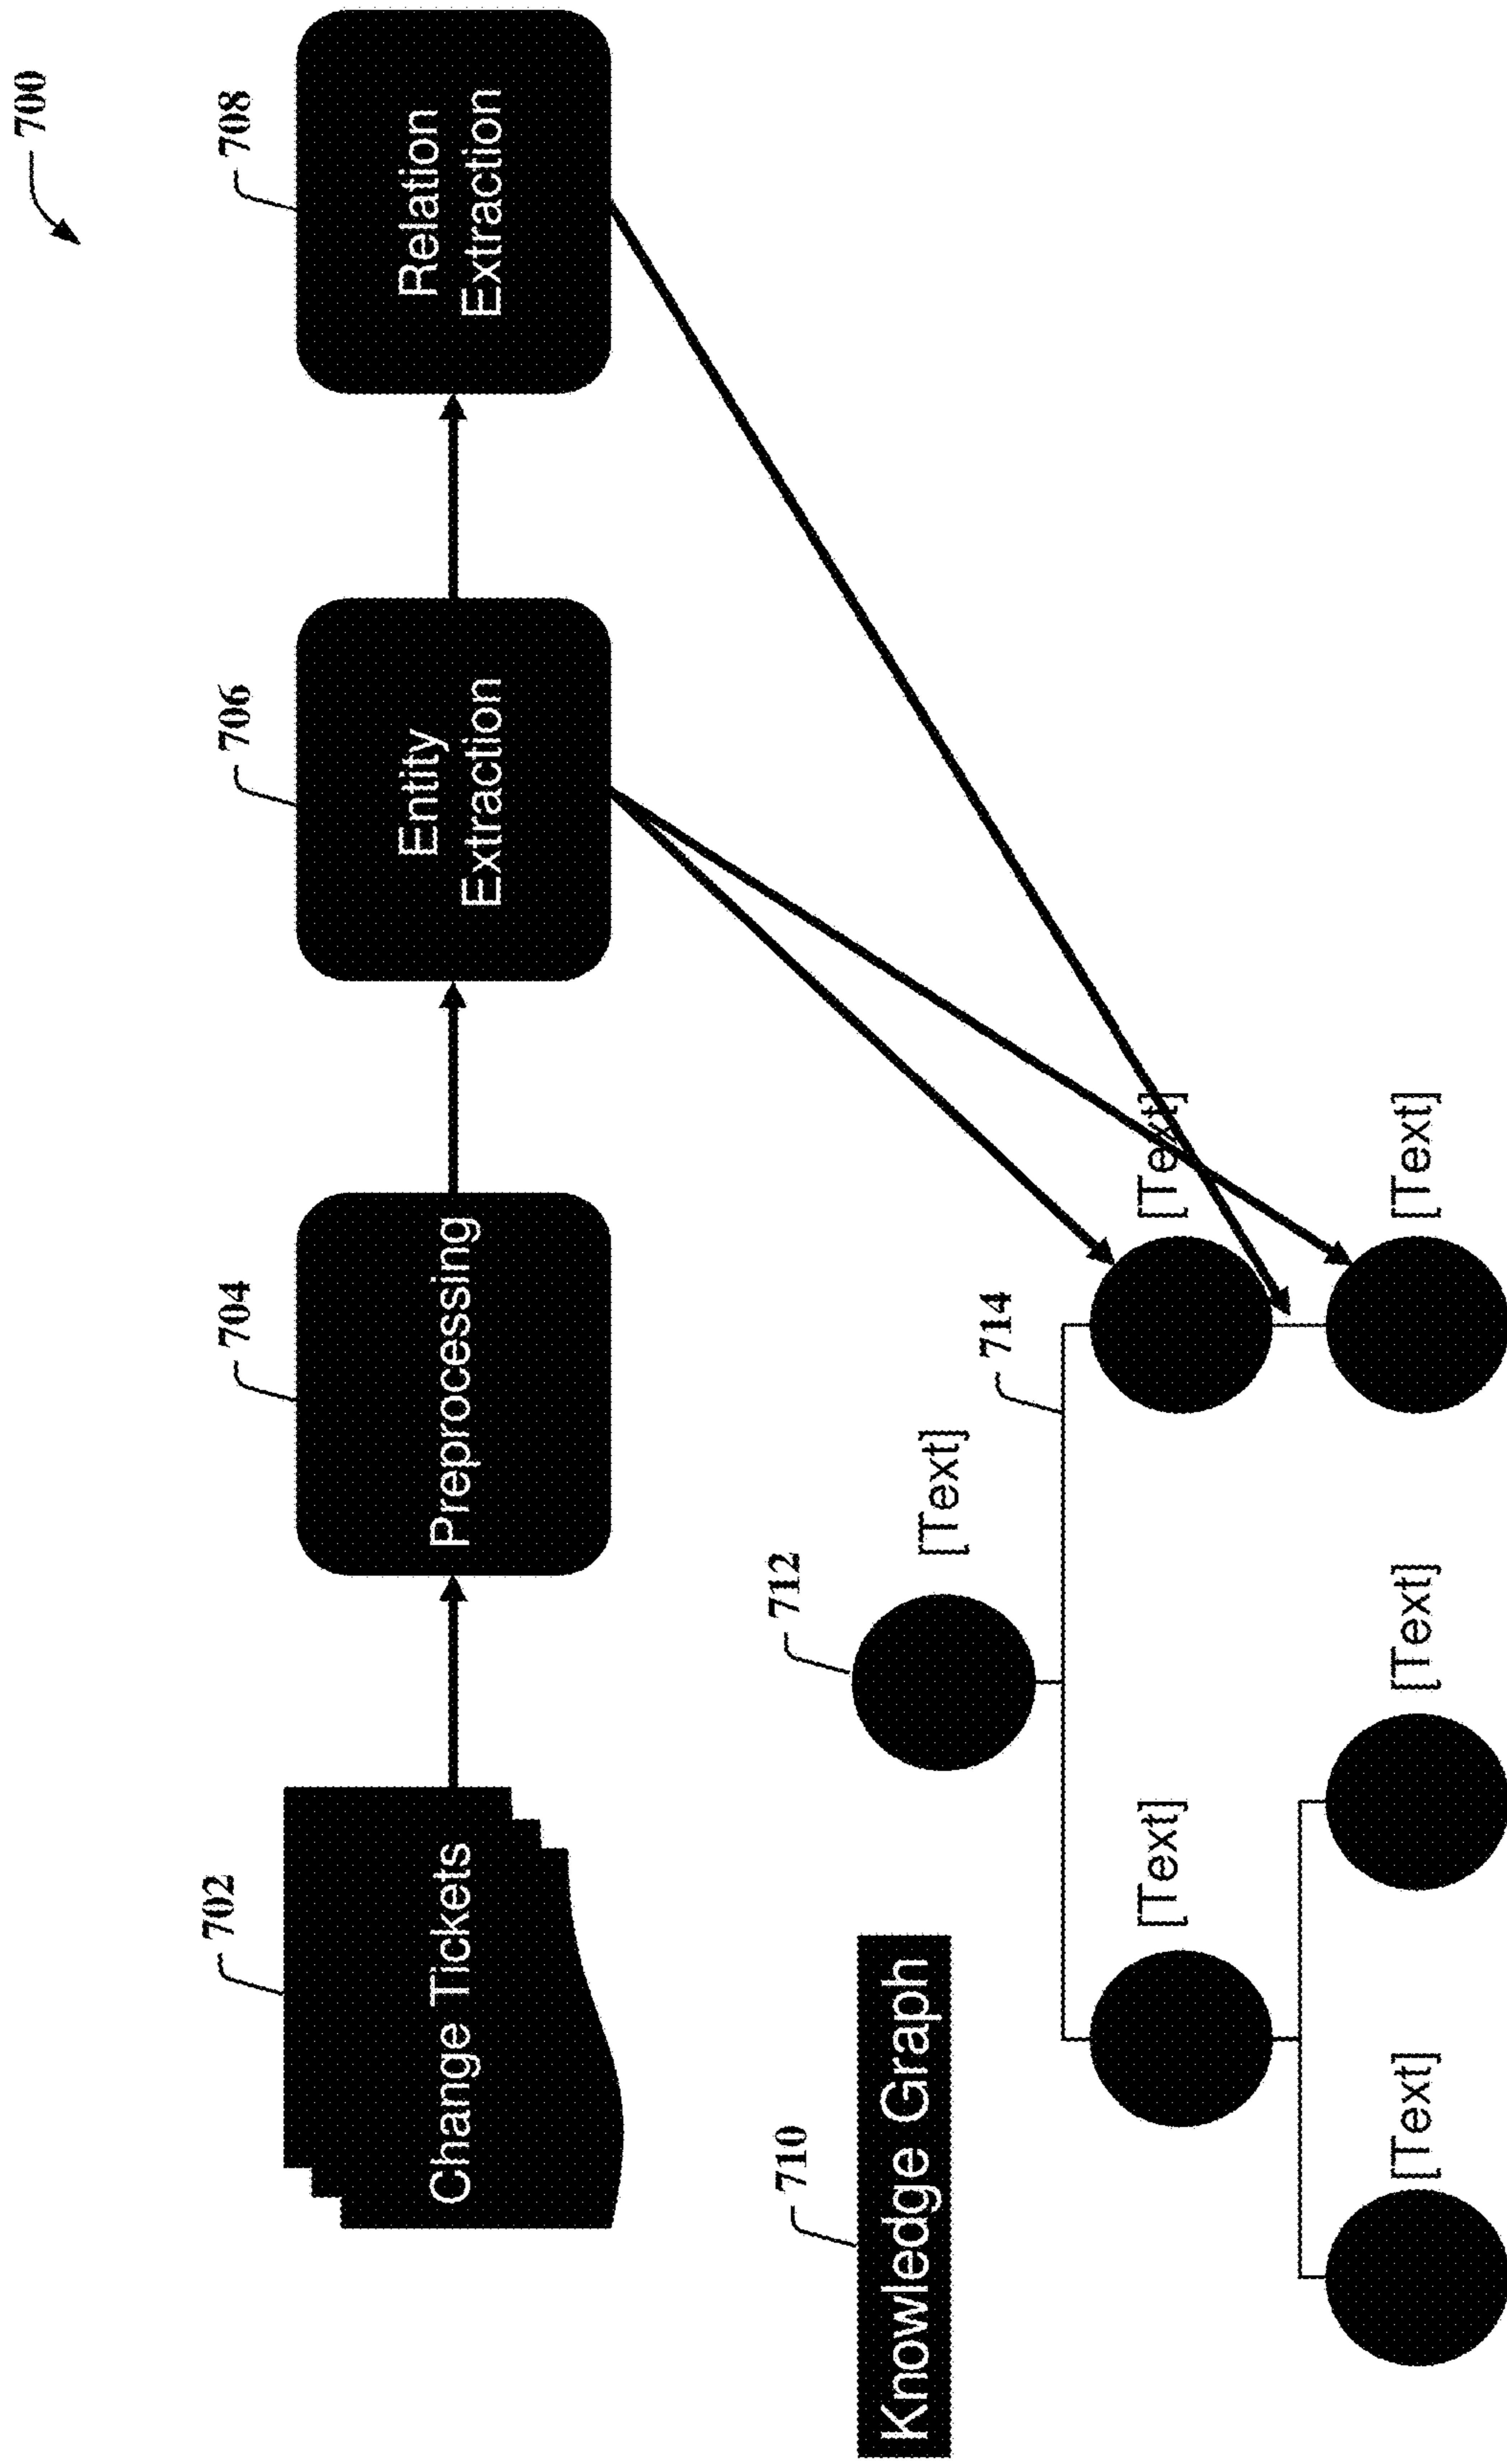 700
702
704
706
708
Change Tickets
Preprocessing
Entity
Extraction
Relation
Extraction
710
Knowledge Graph
712
[Text]
714
[Text]
[Text]
[Text]
[Text]
[Text]